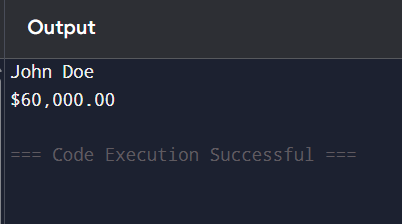 Output
John Doe
$60,000.00
=== Code Execution Successful ===